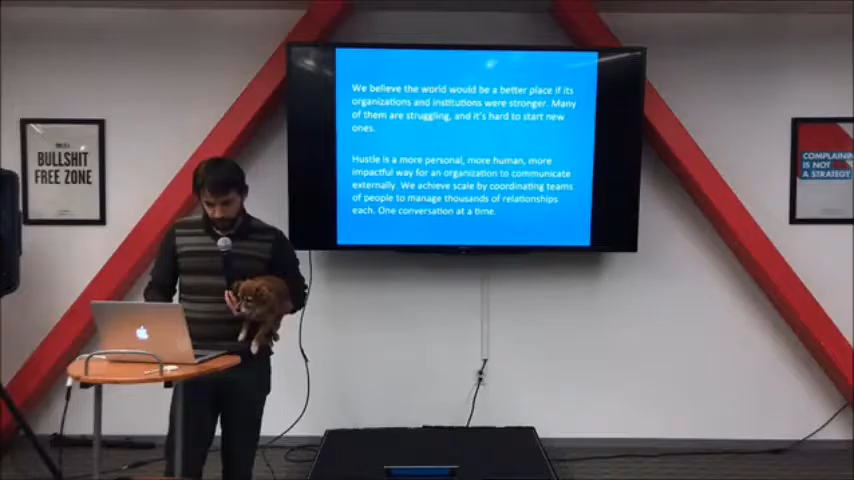 BULLSHIT
FREE ZONE
We believe the world would be a better place if its
organizations and institutions were stronger. Many
of them are struggling, and it's hard to start new
ones.
Hustle is a more personal, more human, more
impactful way for an organization to communicate
externally. We achieve scale by coordinating teams
of people to manage thousands of relationships
each. One conversation at a time.
COMPLAINING
IS NOT
A STRATEGY